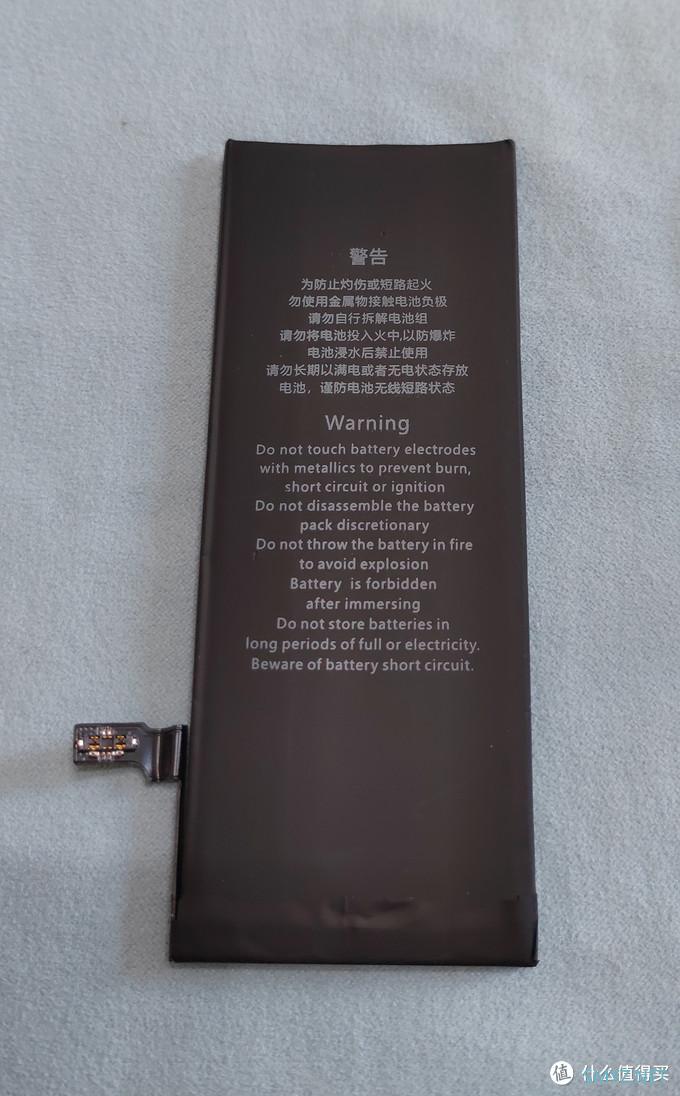 警告
为防止灼伤或短路起火
勿使用金属物接触电池负极
请勿自行拆解电池组
请勿将电池投入火中,以防爆炸
电池浸水后禁止使用
请勿长期以满电或者无电状态存放
电池，谨防电池无线短路状态
Warning
Do not touch battery electrodes
with metallics to prevent burn,
short circuit or ignition
Do not disassemble the battery
pack discretionary
Do not throw the battery in fire
to avoid explosion
Battery is forbidden
after immersing
Do not store batteries in
long periods of full or electricity.
Beware of battery short circuit.
值 什么值得买